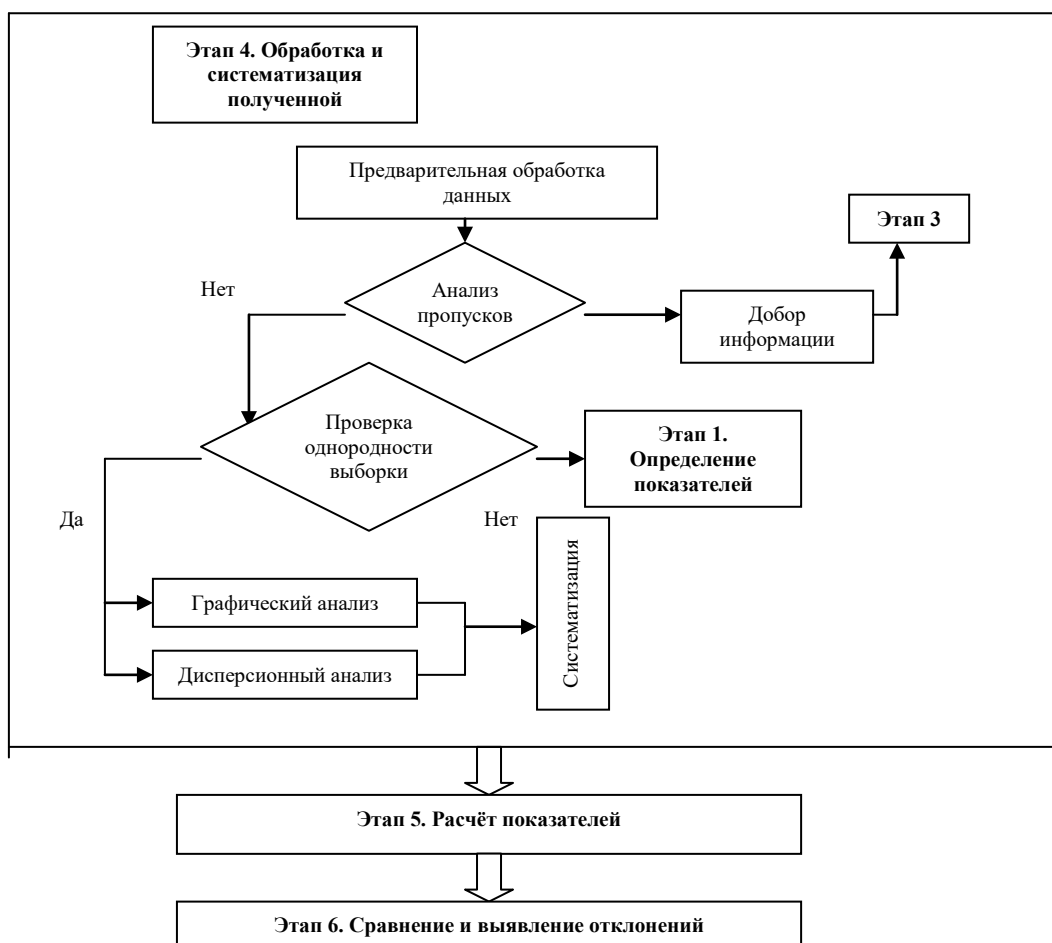 Этап 4. Обработка и
систематизация
полученной
Предварительная обработка
данных
Этап 3
Нет
Анализ
пропусков
Добор
информации
Проверка
однородности
выборки
Этап 1.
Определение
показателей
Да
Нет
Графический анализ
Систематизация
Дисперсионный анализ
Этап 5. Расчёт показателей
Этап 6. Сравнение и выявление отклонений